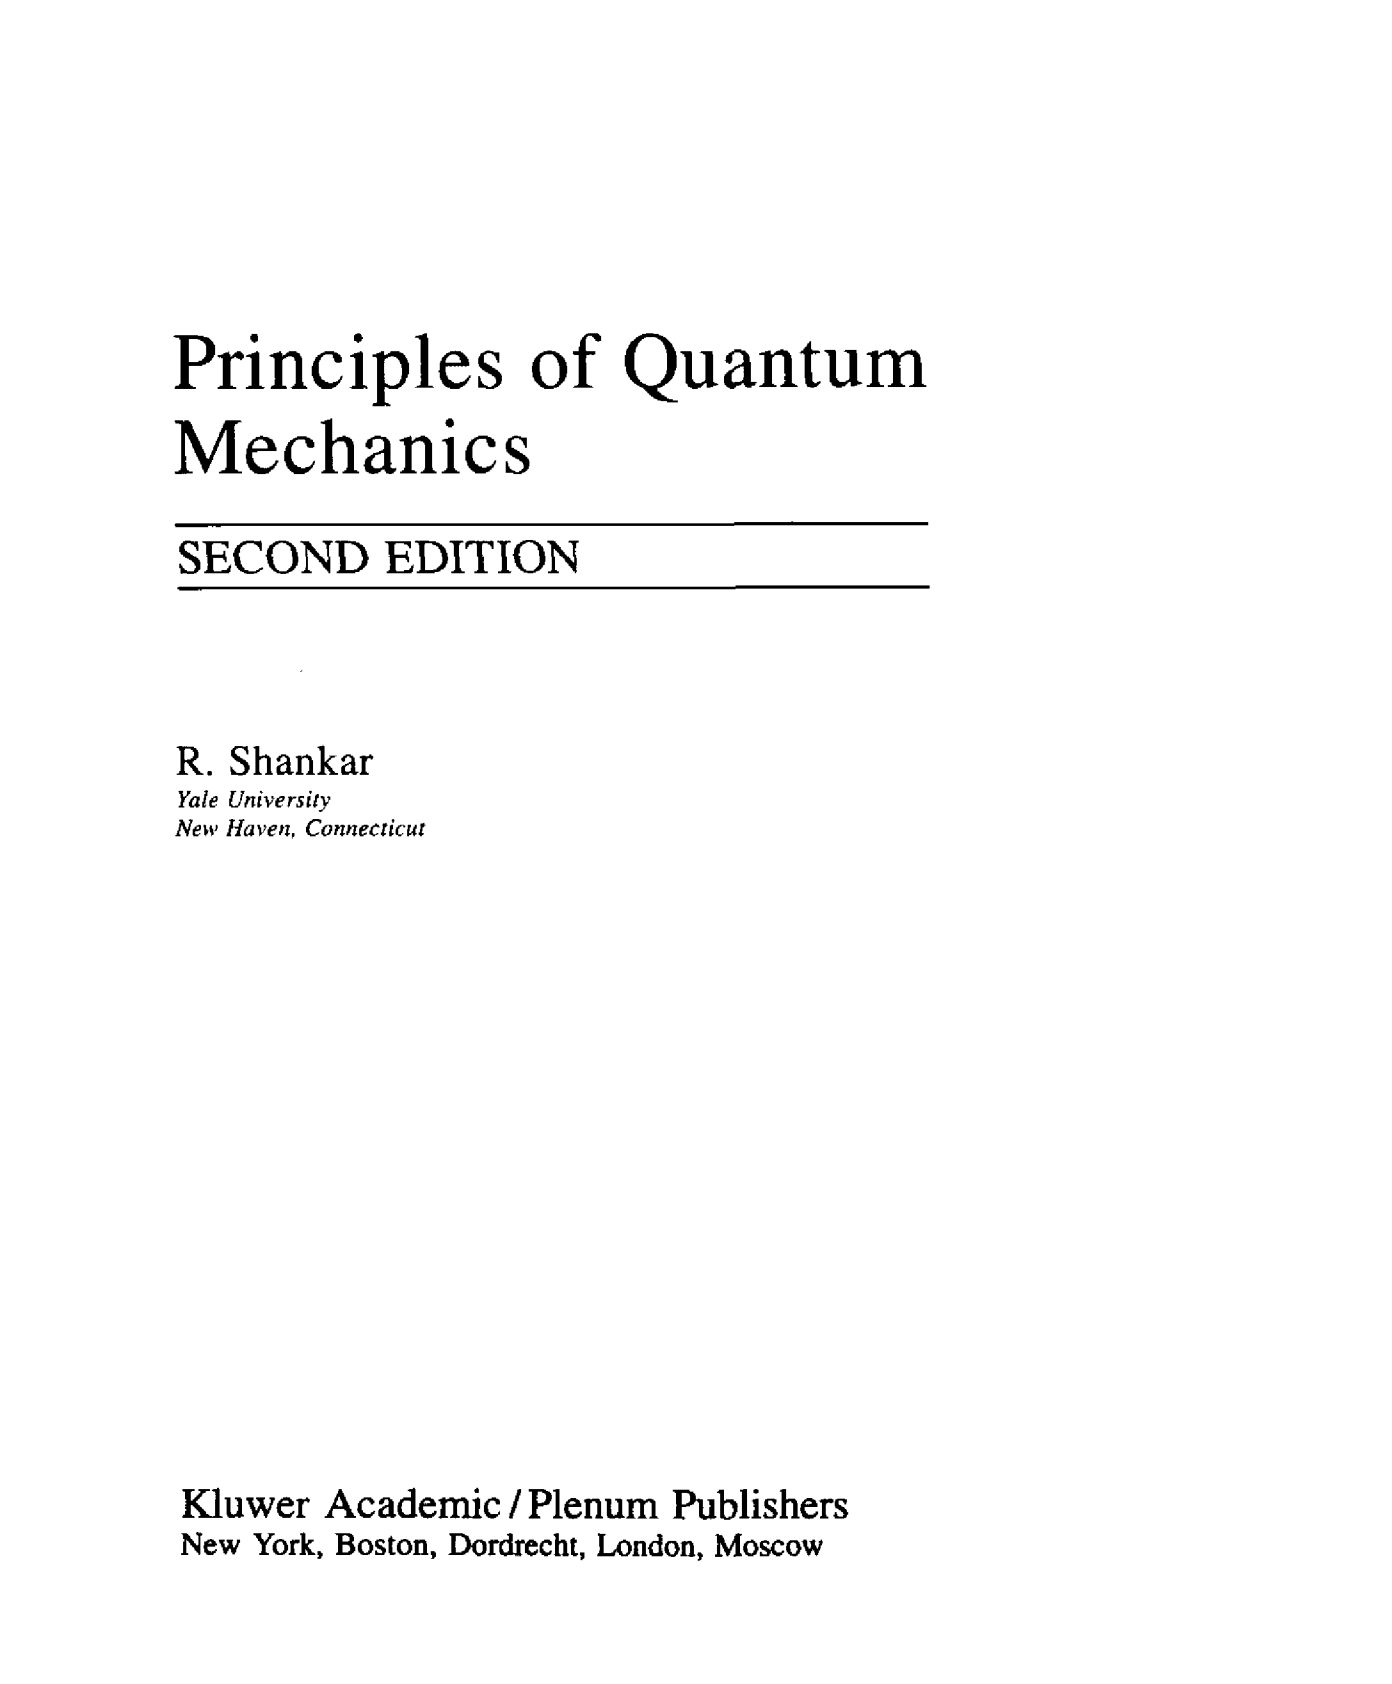 Principles of Quantum
Mechanics
SECOND EDITION
R. Shankar
Yale University
New Haven, Connecticut
Kluwer Academic / Plenum Publishers
New York, Boston, Dordrecht, London, Moscow